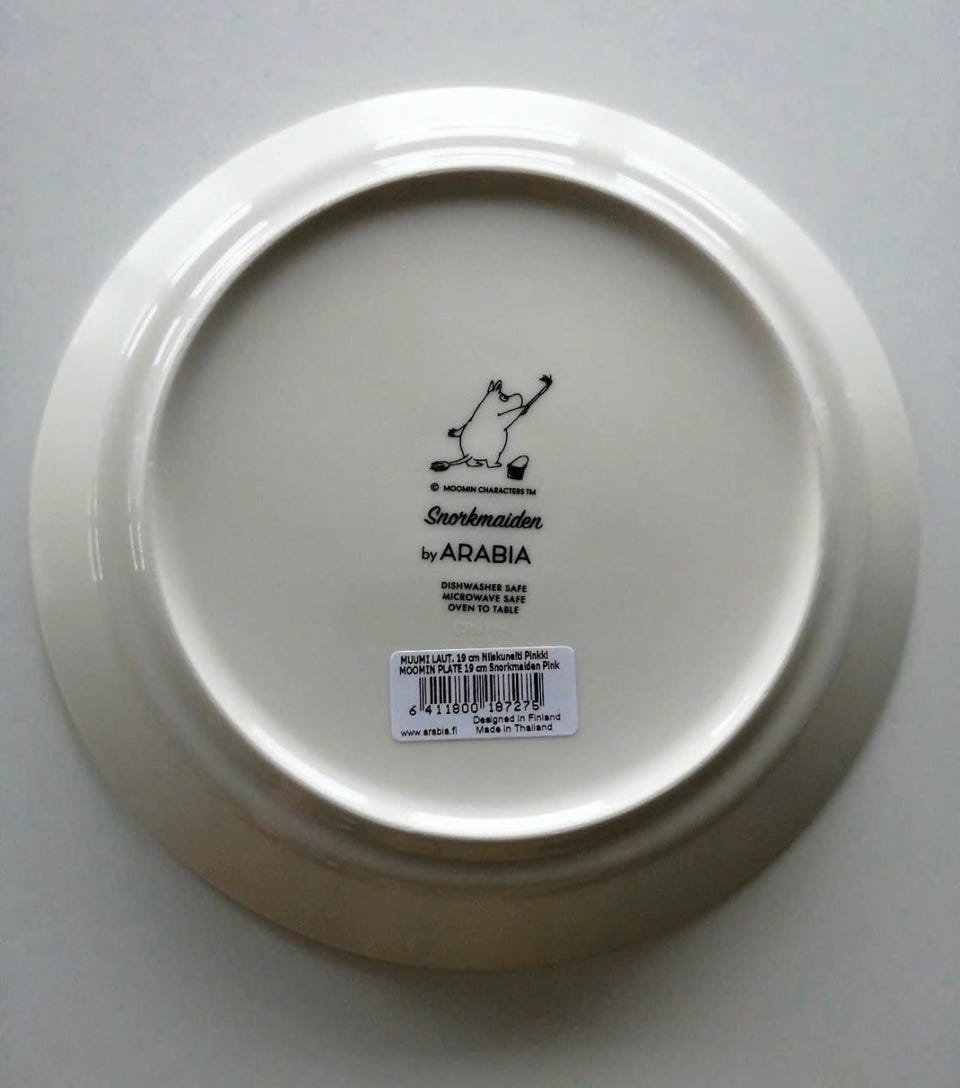 © MOOMIN CHARACTERS TM
Snorkmaiden
by ARABIA
DISHWASHER SAFE
MICROWAVE SAFE
OVEN TO TABLE
MUUMI LAUT. 19 cm Niiskuneiti Pinkki
MOOMIN PLATE 19 cm Snorkmaiden Pink
6 411800 187275
Designed in Finland
www.arabia.fi Made in Thailand